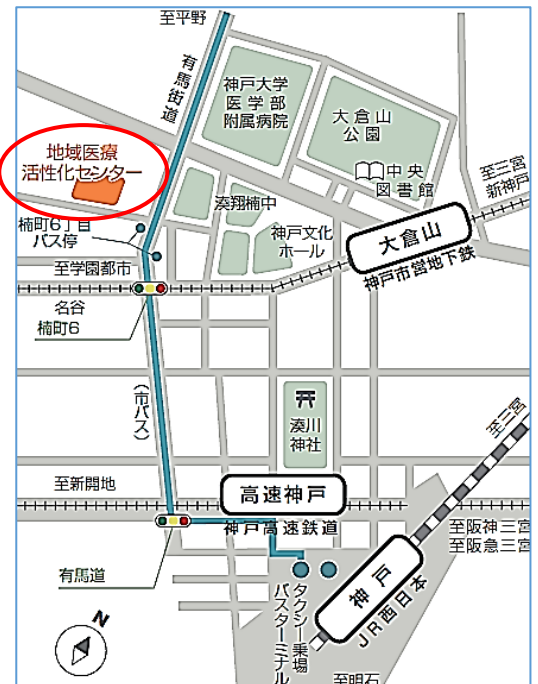 至平野
有馬街道
神戸大学
医学部
附属病院
大倉山
公園
地域医療
活性化センター
中央
図書館
至三宮
新神戸
湊翔楠中
楠町6丁目
バス停
神戸文化
ホール
大倉山
神戸市営地下鉄
至学園都市
名谷
楠町6
(市バス)
湊川
神社
至三宮
至新開地
高速神戸
神戸高速鉄道
至阪神三宮
至阪急三宮
有馬道
神戸
JR西日本
タクシー乗場
バスターミナル
N
至明石